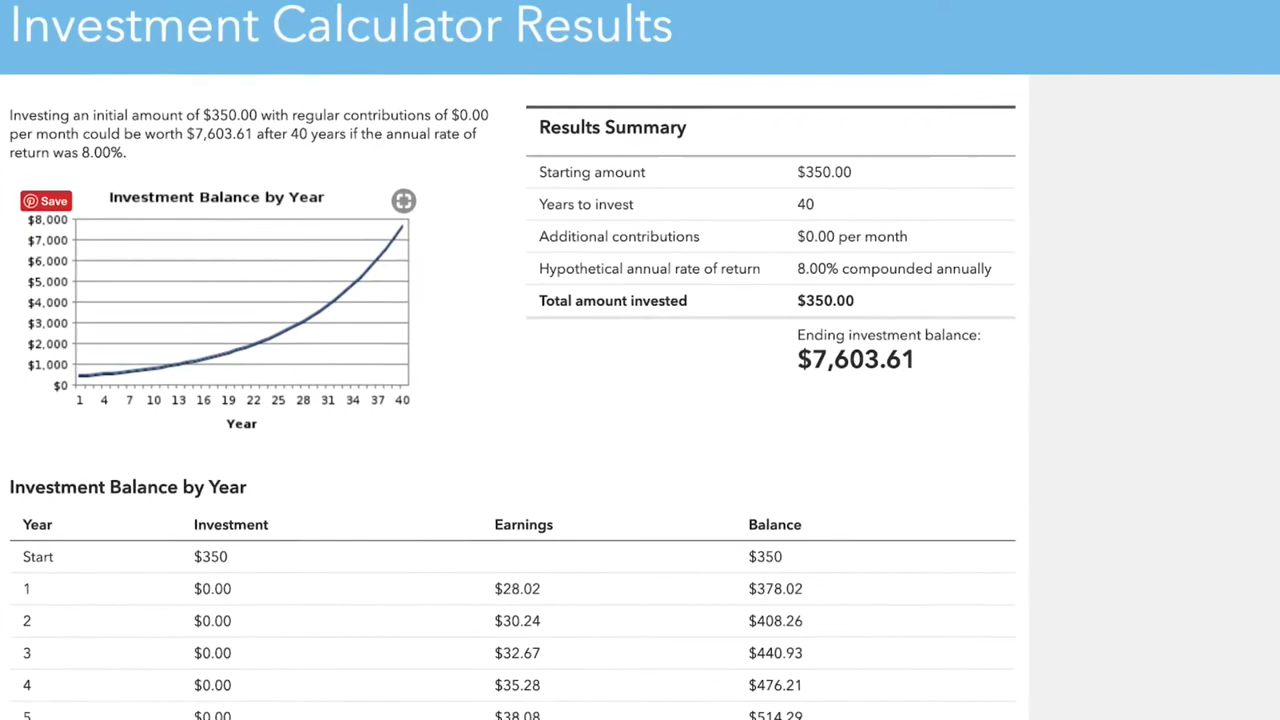 Investment Calculator Results
Investing an initial amount of $350.00 with regular contributions of $0.00
per month could be worth $7,603.61 after 40 years if the annual rate of
return was 8.00%.
Save
Investment Balance by Year
$8,000
$7,000
$6,000
$5,000
$4,000
$3,000
$2,000
$1,000
$0
1 4 7 10 13 16 19 22 25 28 31 34 37 40
Year
Results Summary
Starting amount $350.00
Years to invest 40
Additional contributions $0.00 per month
Hypothetical annual rate of return 8.00% compounded annually
Total amount invested $350.00
Ending investment balance:
$7,603.61
Investment Balance by Year
Year Investment Earnings Balance
Start $350 $350
1 $0.00 $28.02 $378.02
2 $0.00 $30.24 $408.26
3 $0.00 $32.67 $440.93
4 $0.00 $35.28 $476.21
5 $0.00 $38.08 $514.29